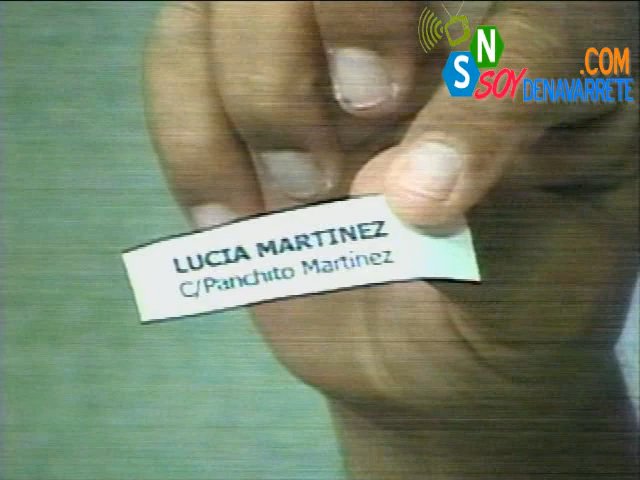 SN
SOY
DENAVARRETE
.COM
LUCIA MARTINEZ
C/Panchito Martinez